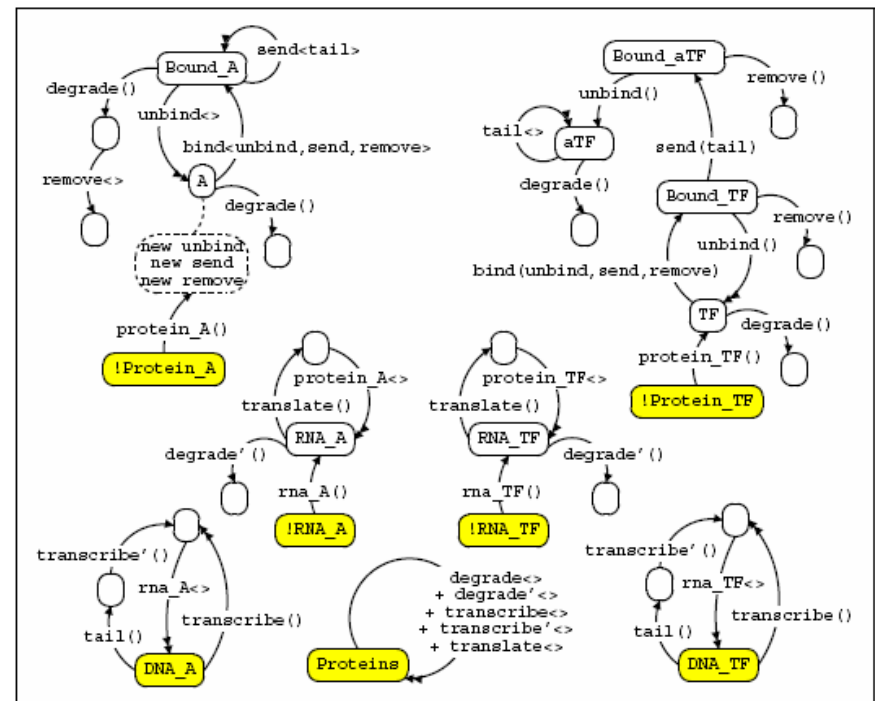 send<tail>
Bound_A
degrade()
unbind<>
bind<unbind,send,remove>
remove<>
A
degrade()
new unbind
new send
new remove
protein_A()
!Protein_A
Bound_aTF
remove()
unbind()
tail<>
aTF
send(tail)
degrade()
Bound_TF
remove()
unbind()
bind(unbind,send,remove)
TF
degrade()
protein_TF()
!Protein_TF
protein_A<>
translate()
RNA_A
degrade'()
rna_A()
!RNA_A
protein_TF<>
translate()
RNA_TF
degrade'()
rna_TF()
!RNA_TF
transcribe'()
rna_A<>
transcribe()
tail()
DNA_A
degrade<>
+ degrade'<>
+ transcribe<>
+ transcribe'<>
+ translate<>
Proteins
transcribe'()
rna_TF<>
transcribe()
tail()
DNA_TF